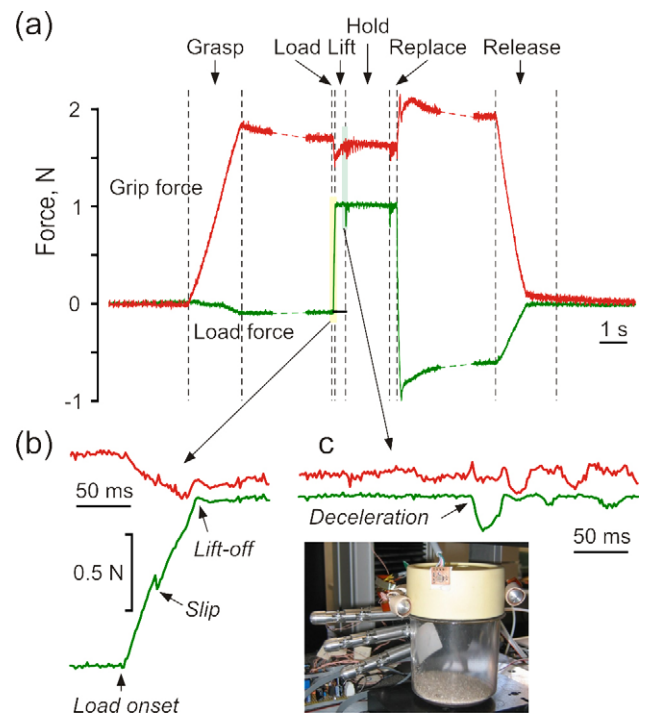 (a)
Grasp
Load Lift
Hold
Replace
Release
2
1
0
-1
Force, N
Grip force
Load force
1 s
(b)
50 ms
0.5 N
Lift-off
Slip
Load onset
c
Deceleration
50 ms